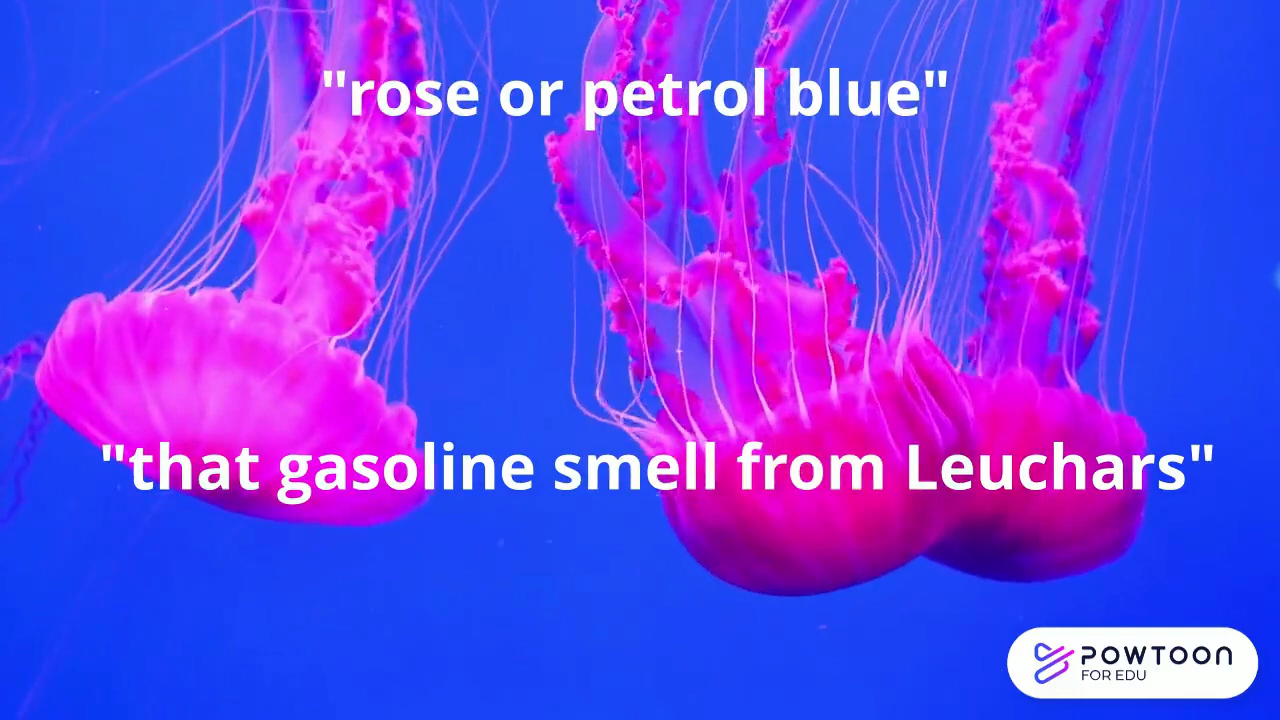 "rose or petrol blue"
"that gasoline smell from Leuchars"
POWTOON
FOR EDU